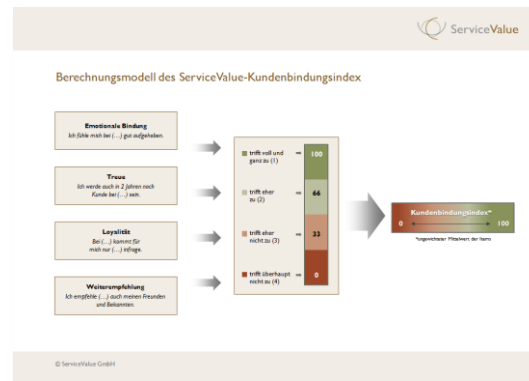 ServiceValue
Berechnungsmodell des ServiceValue-Kundenbindungsindex
Emotionale Bindung
Ich fühle mich bei (…) gut aufgehoben.
Treue
Ich werde auch in 2 Jahren noch
Kunde bei (…) sein.
Loyalität
Bei (…) kommt für
mich nur (…) infrage.
Weiterempfehlung
Ich empfehle (…) auch meinen Freunden
und Bekannten.
trifft voll und
ganz zu (1)
100
trifft eher
zu (2)
66
trifft eher
nicht zu (3)
33
trifft überhaupt
nicht zu (4)
0
Kundenbindungsindex*
0 100
*ungewichteter Mittelwert der Items
© ServiceValue GmbH